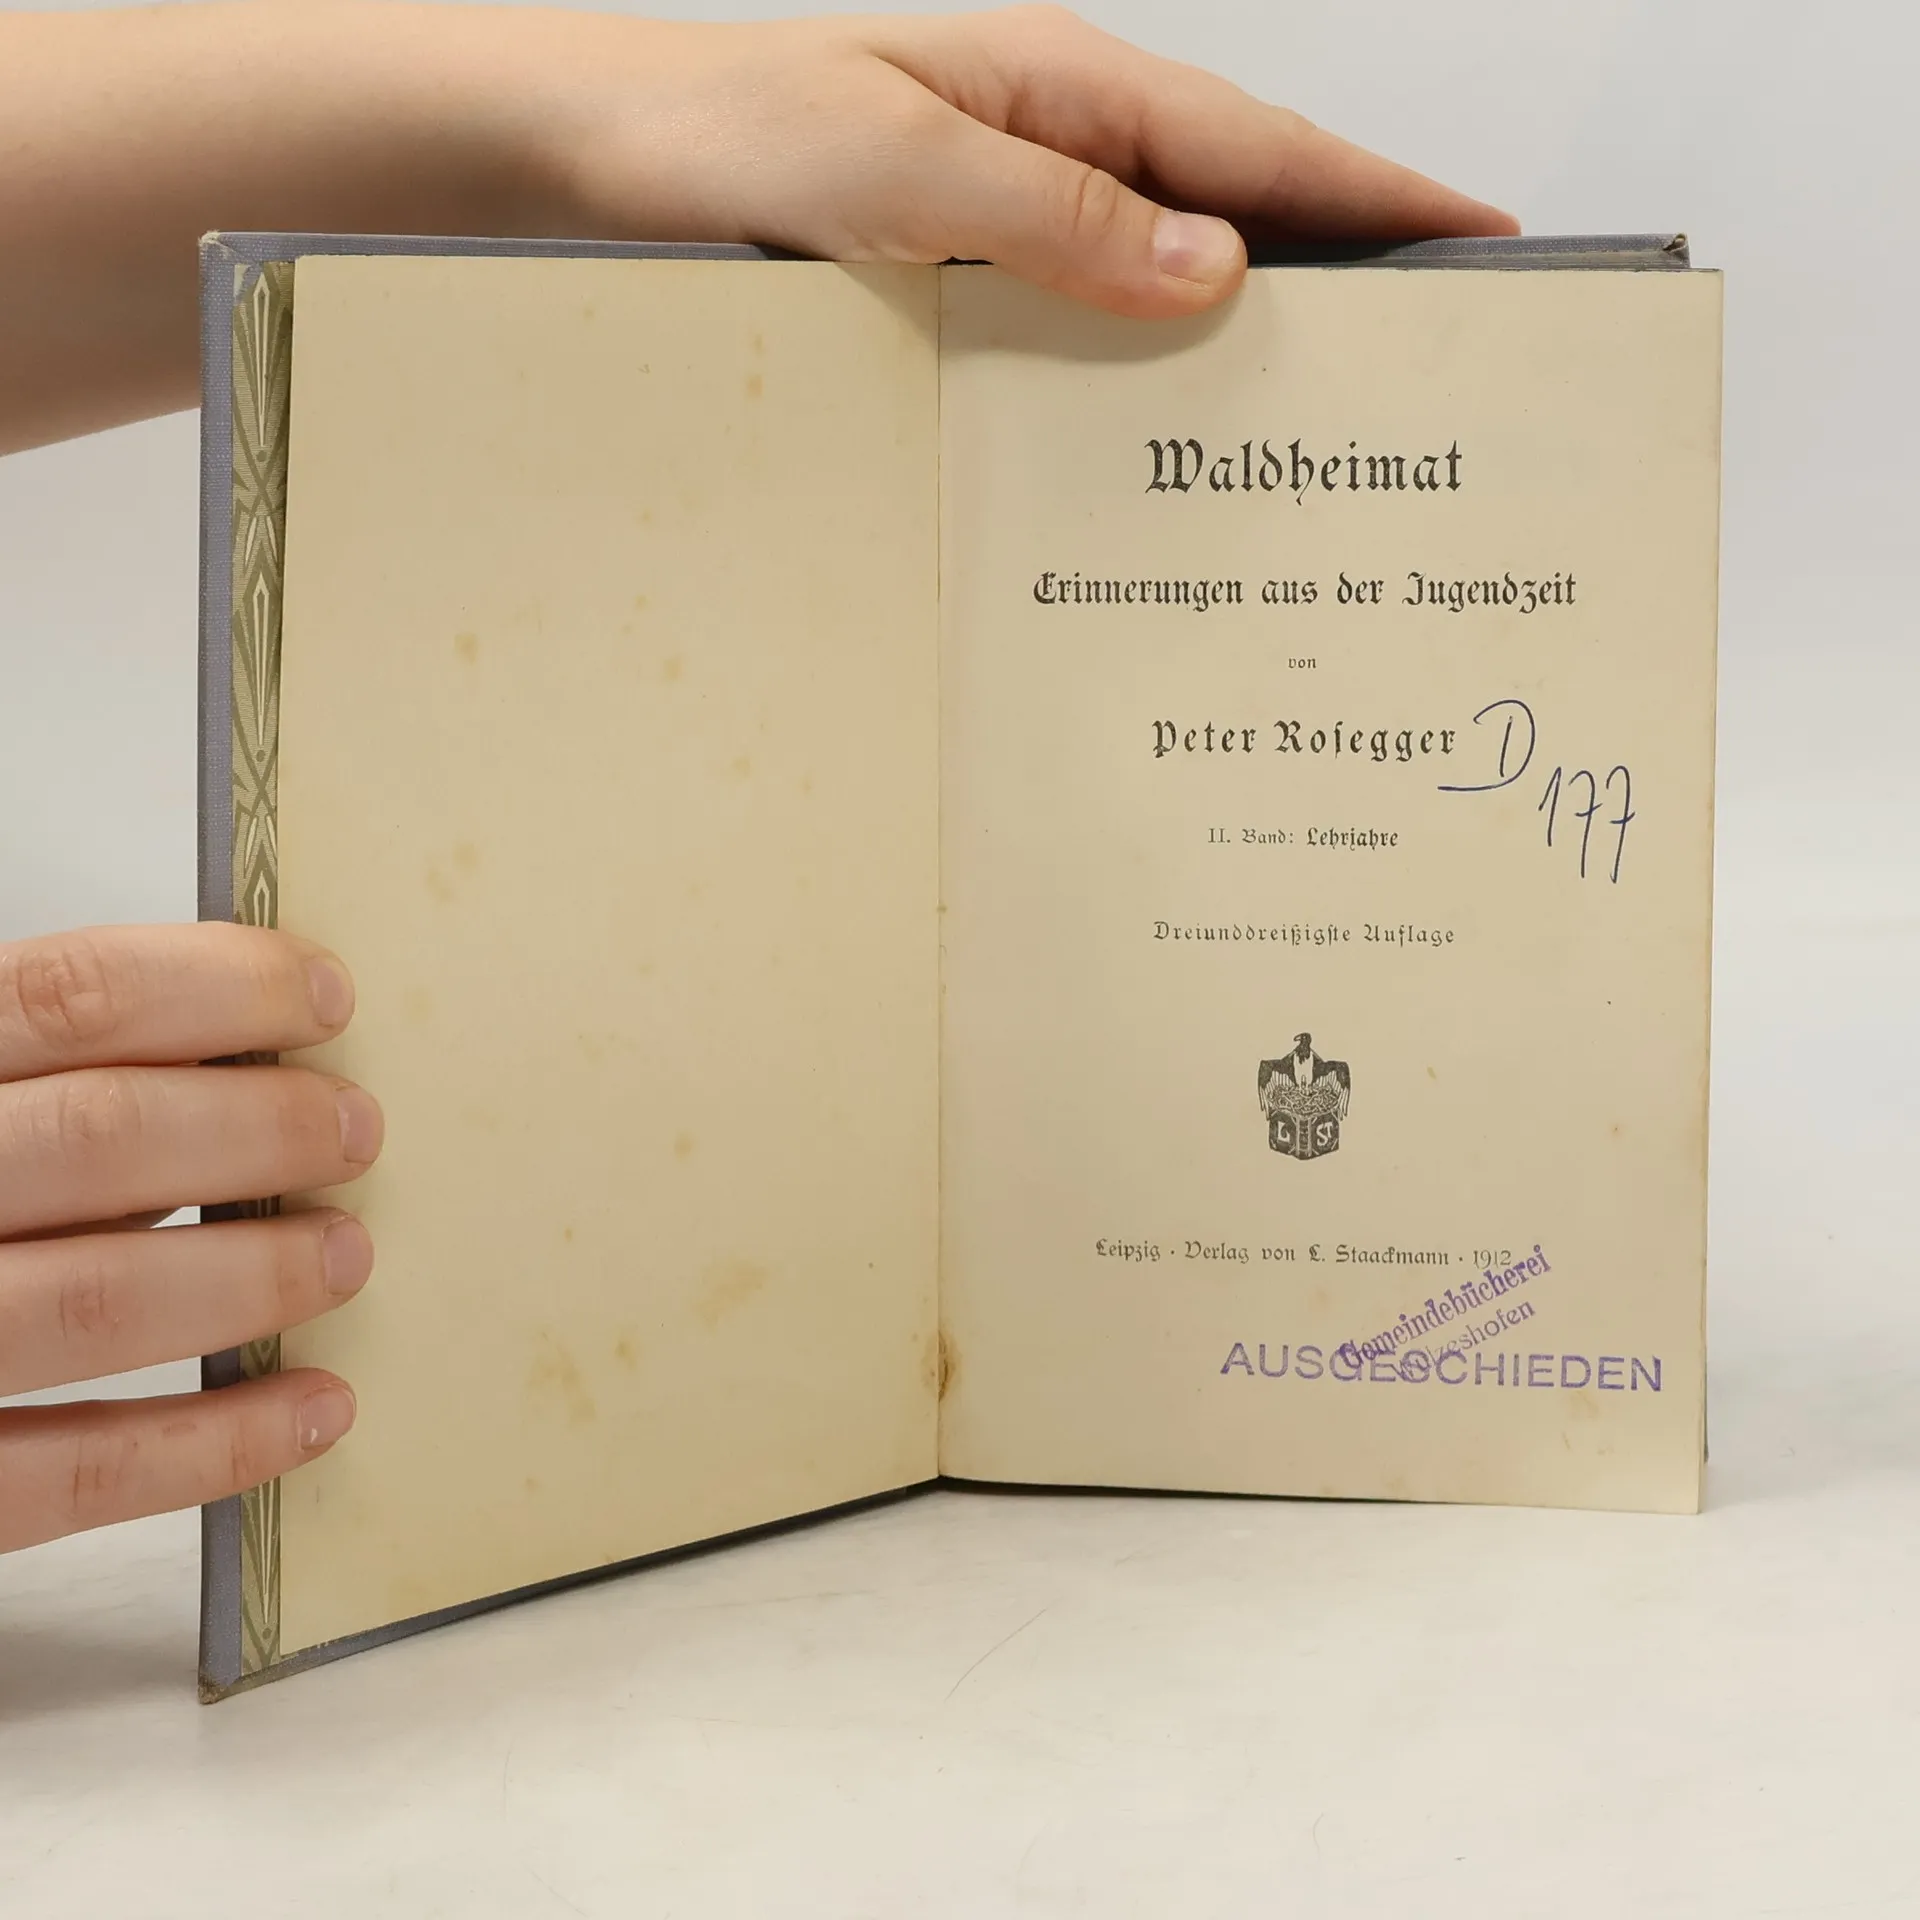 Waldheimat
Erinnerungen aus der Jugendzeit
von
Peter Rosegger
D
177
II. Band: Lehrjahre
Dreiunddreißigste Auflage
L ST
Leipzig · Verlag von L. Staackmann · 1912
Gemeindebücherei
Wulzeshofen
AUSGESCHIEDEN